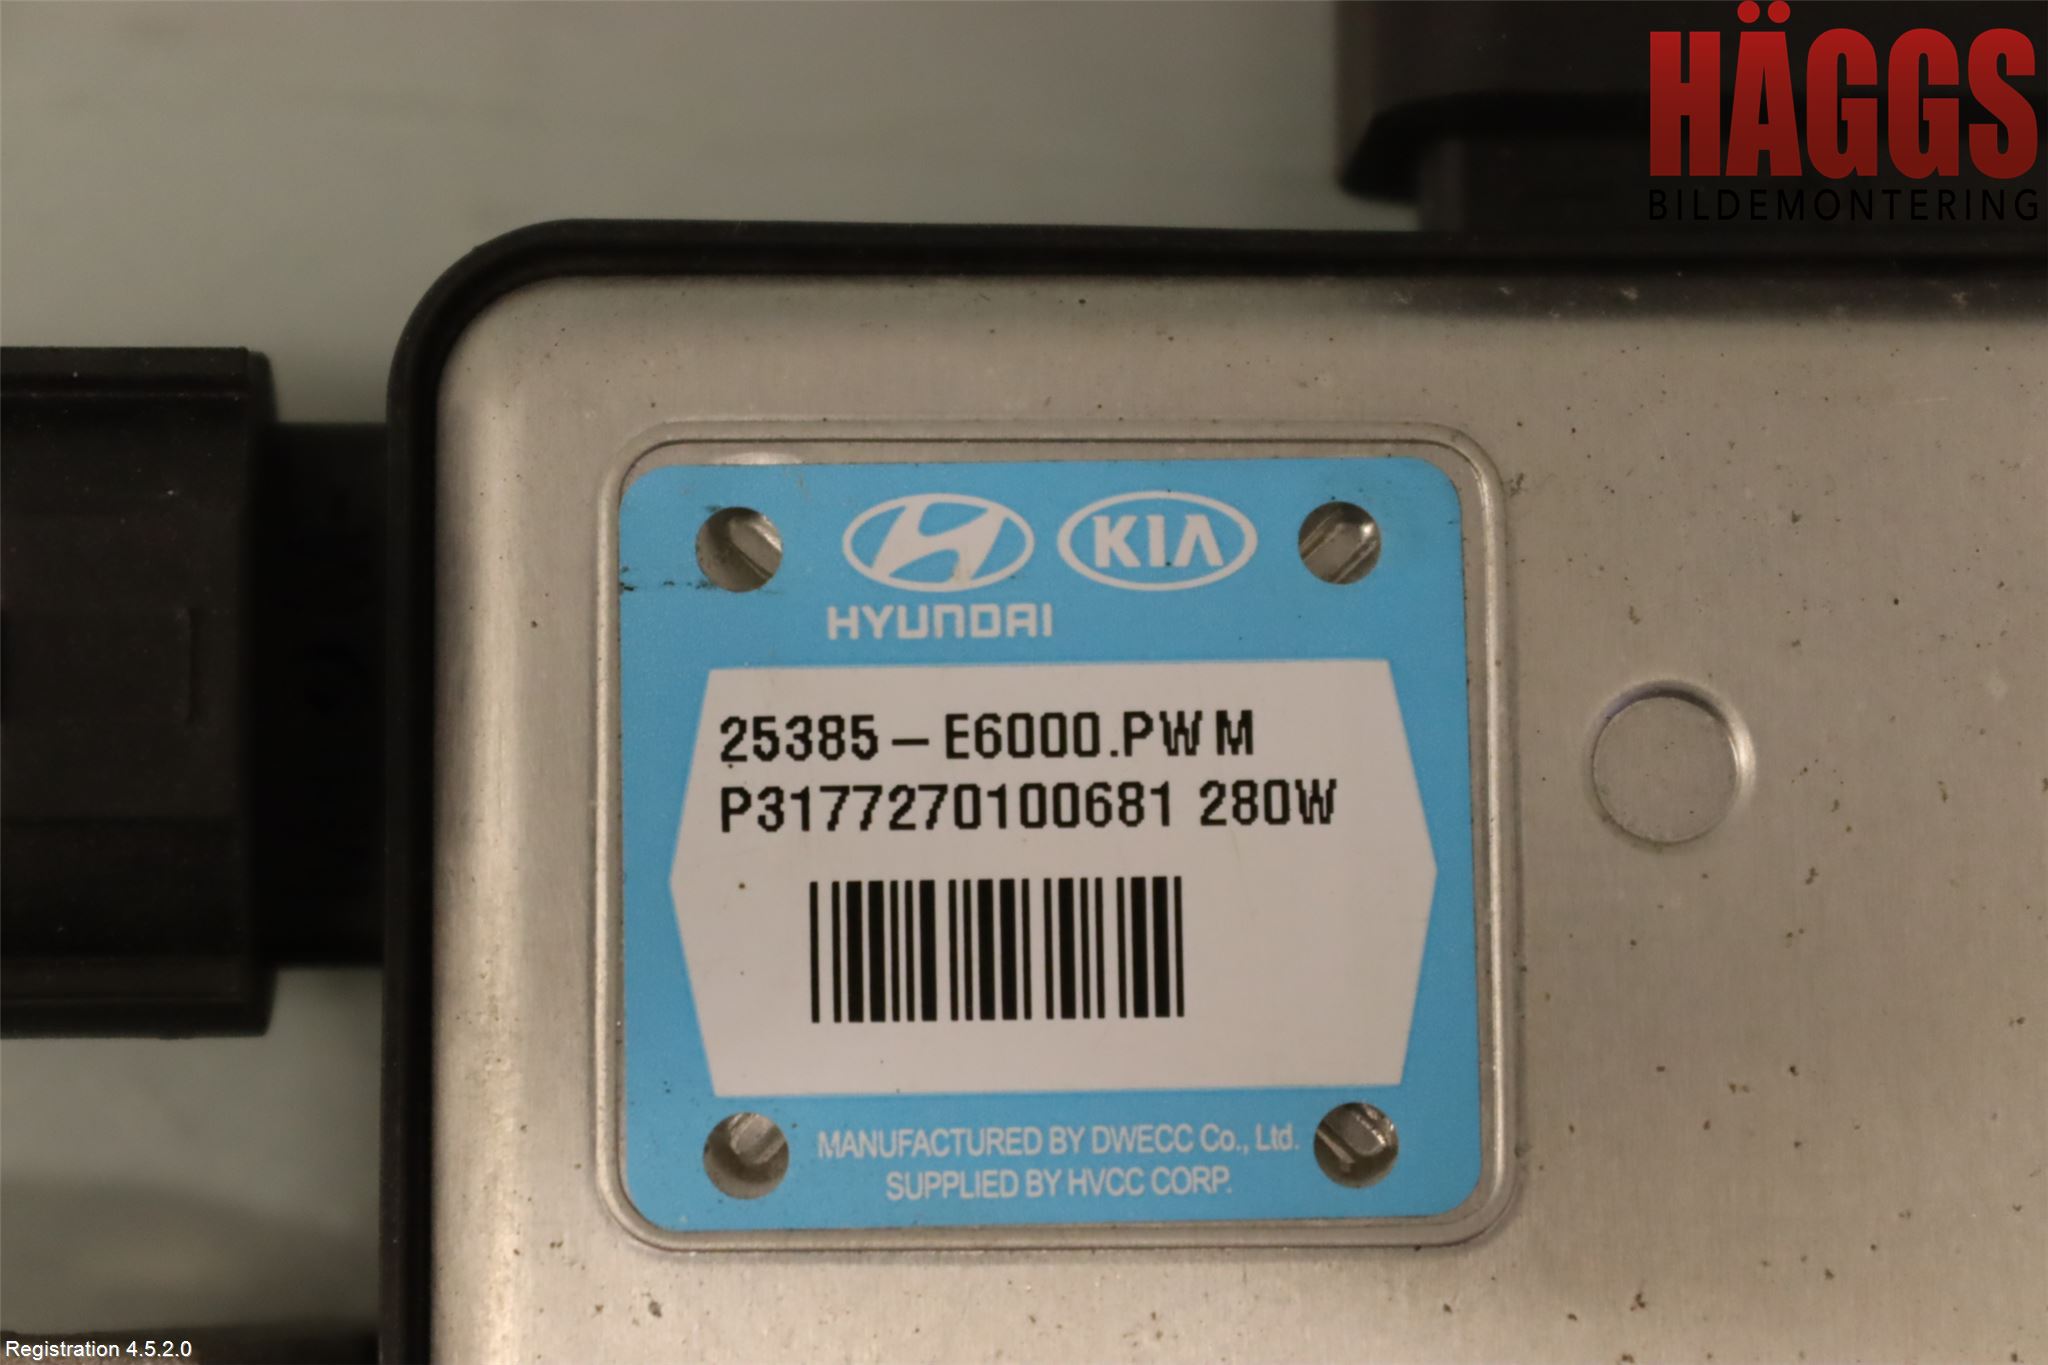 HÄGGS
BILDEMONTERING
KIA
HYUNDAI
25385-E6000.PWM
P3177270100681 280W
MANUFACTURED BY DWECC Co., Ltd.
SUPPLIED BY HVCC CORP.
Registration 4.5.2.0